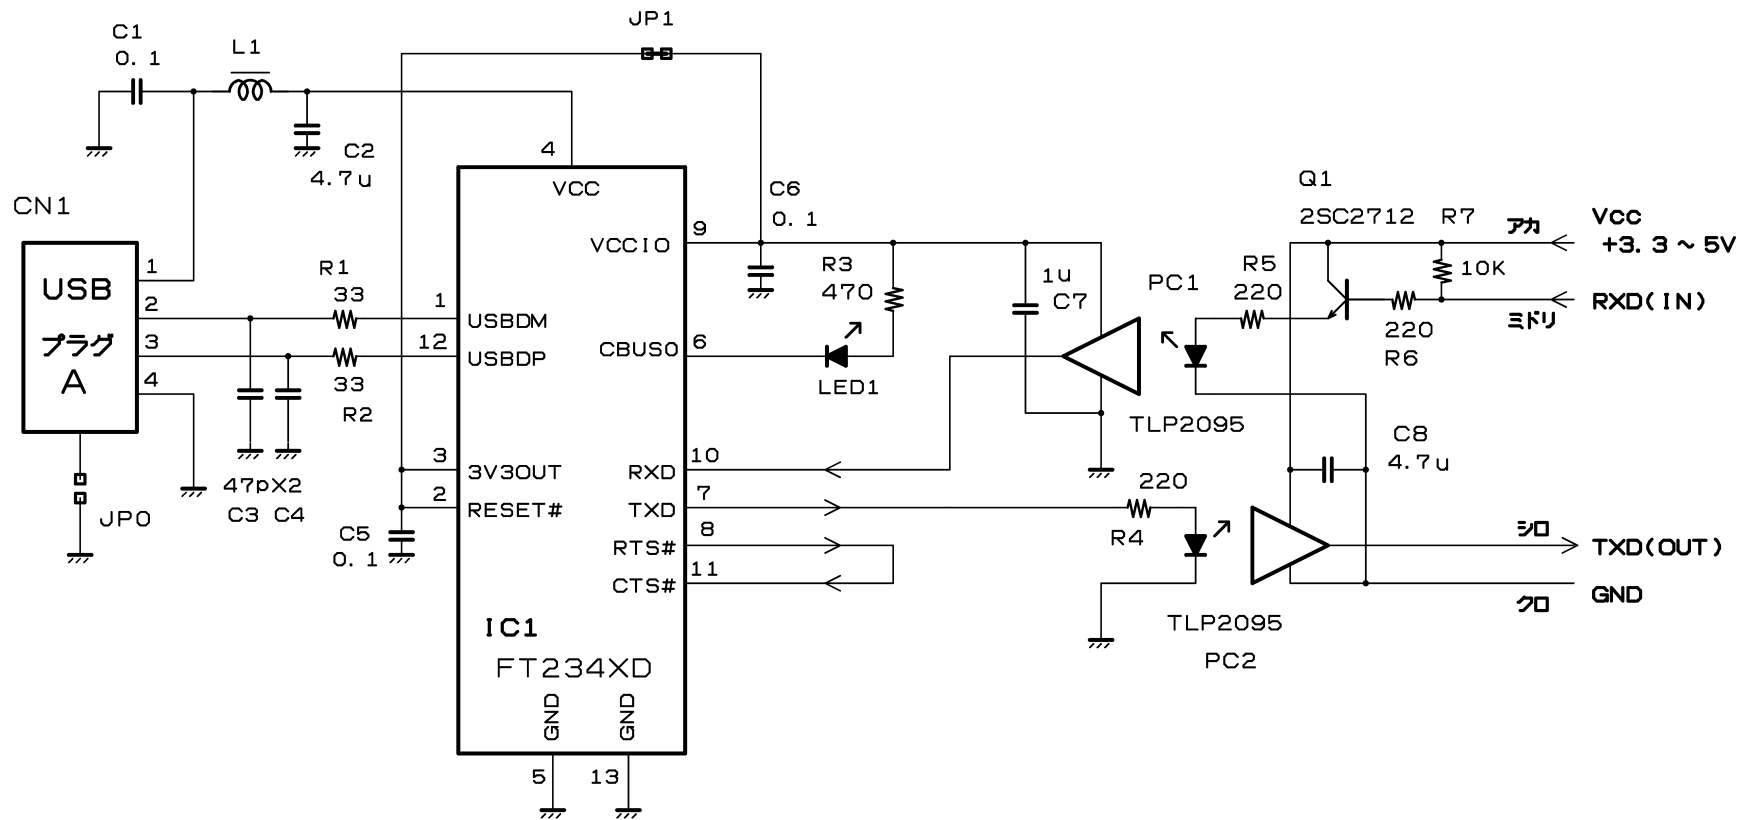 JP1
C1
0.1
L1
C2
4.7u
4
VCC
CN1
USB
プラグ
A
1
2
3
4
R1
33
33
R2
47pX2
C3 C4
JP0
1
USBDM
12
USBDP
3
3V3OUT
2
RESET#
C5
0.1
IC1
FT234XD
GND
GND
5
13
VCCIO
9
C6
0.1
CBUS0
6
R3
470
LED1
RXD
10
TXD
7
RTS#
8
CTS#
11
1u
C7
PC1
TLP2095
R5
220
Q1
2SC2712
R7
10K
220
R6
アカ
Vcc
+3.3~5V
ミドリ
RXD(IN)
C8
4.7u
220
R4
シロ
TXD(OUT)
クロ
GND
TLP2095
PC2